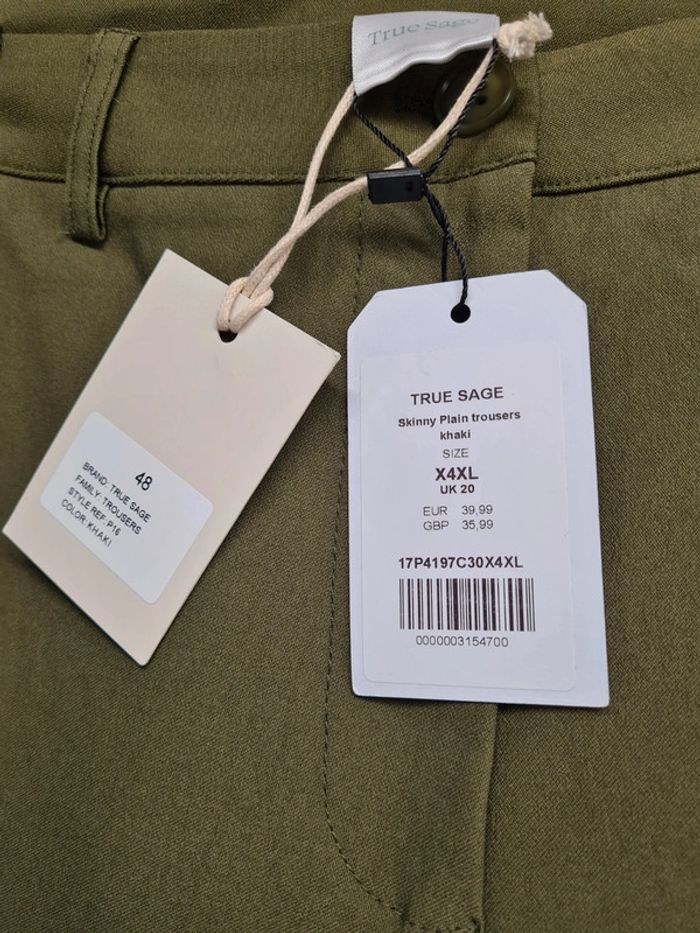 True Sage
48
BRAND: TRUE SAGE
FAMILY: TROUSERS
STYLE REF: P16
COLOR: KHAKI
TRUE SAGE
Skinny Plain trousers
khaki
SIZE
X4XL
UK 20
EUR 39,99
GBP 35,99
17P4197C30X4XL
0000003154700